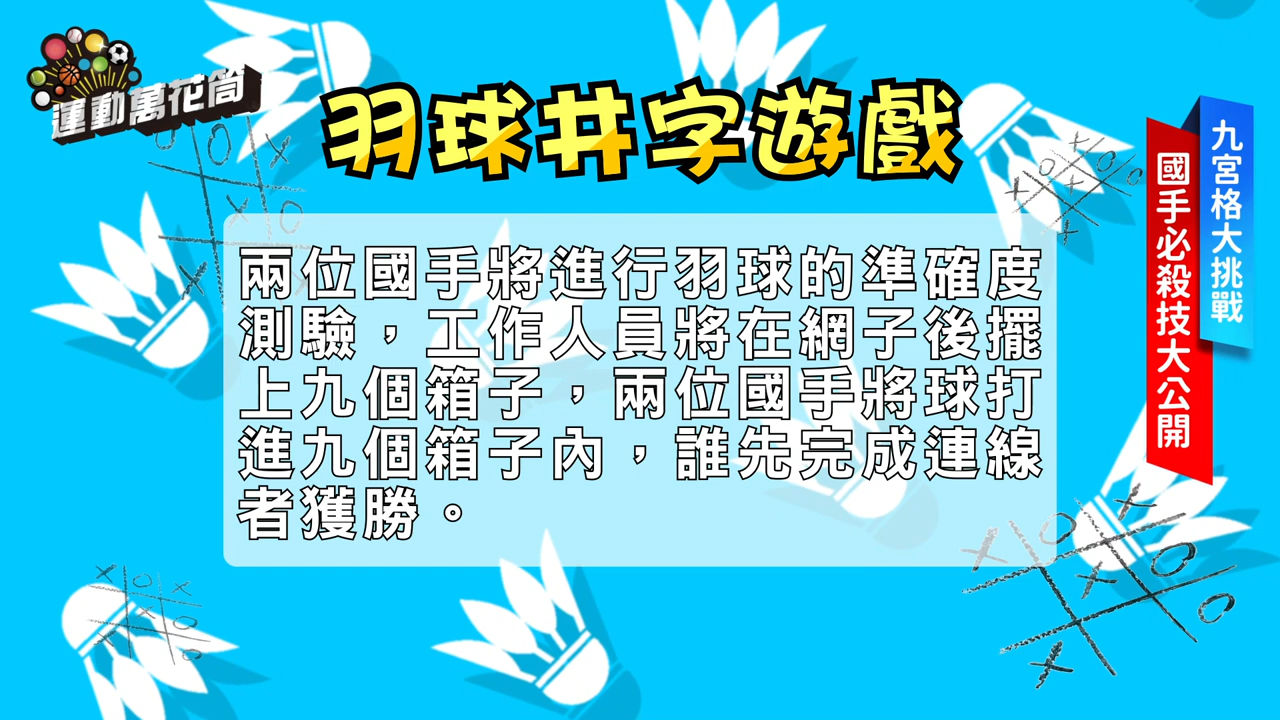 運動萬花筒
羽球井字遊戲
九宮格大挑戰
國手必殺技大公開
兩位國手將進行羽球的準確度
測驗，工作人員將在網子後擺
上九個箱子，兩位國手將球打
進九個箱子內，誰先完成連線
者獲勝。